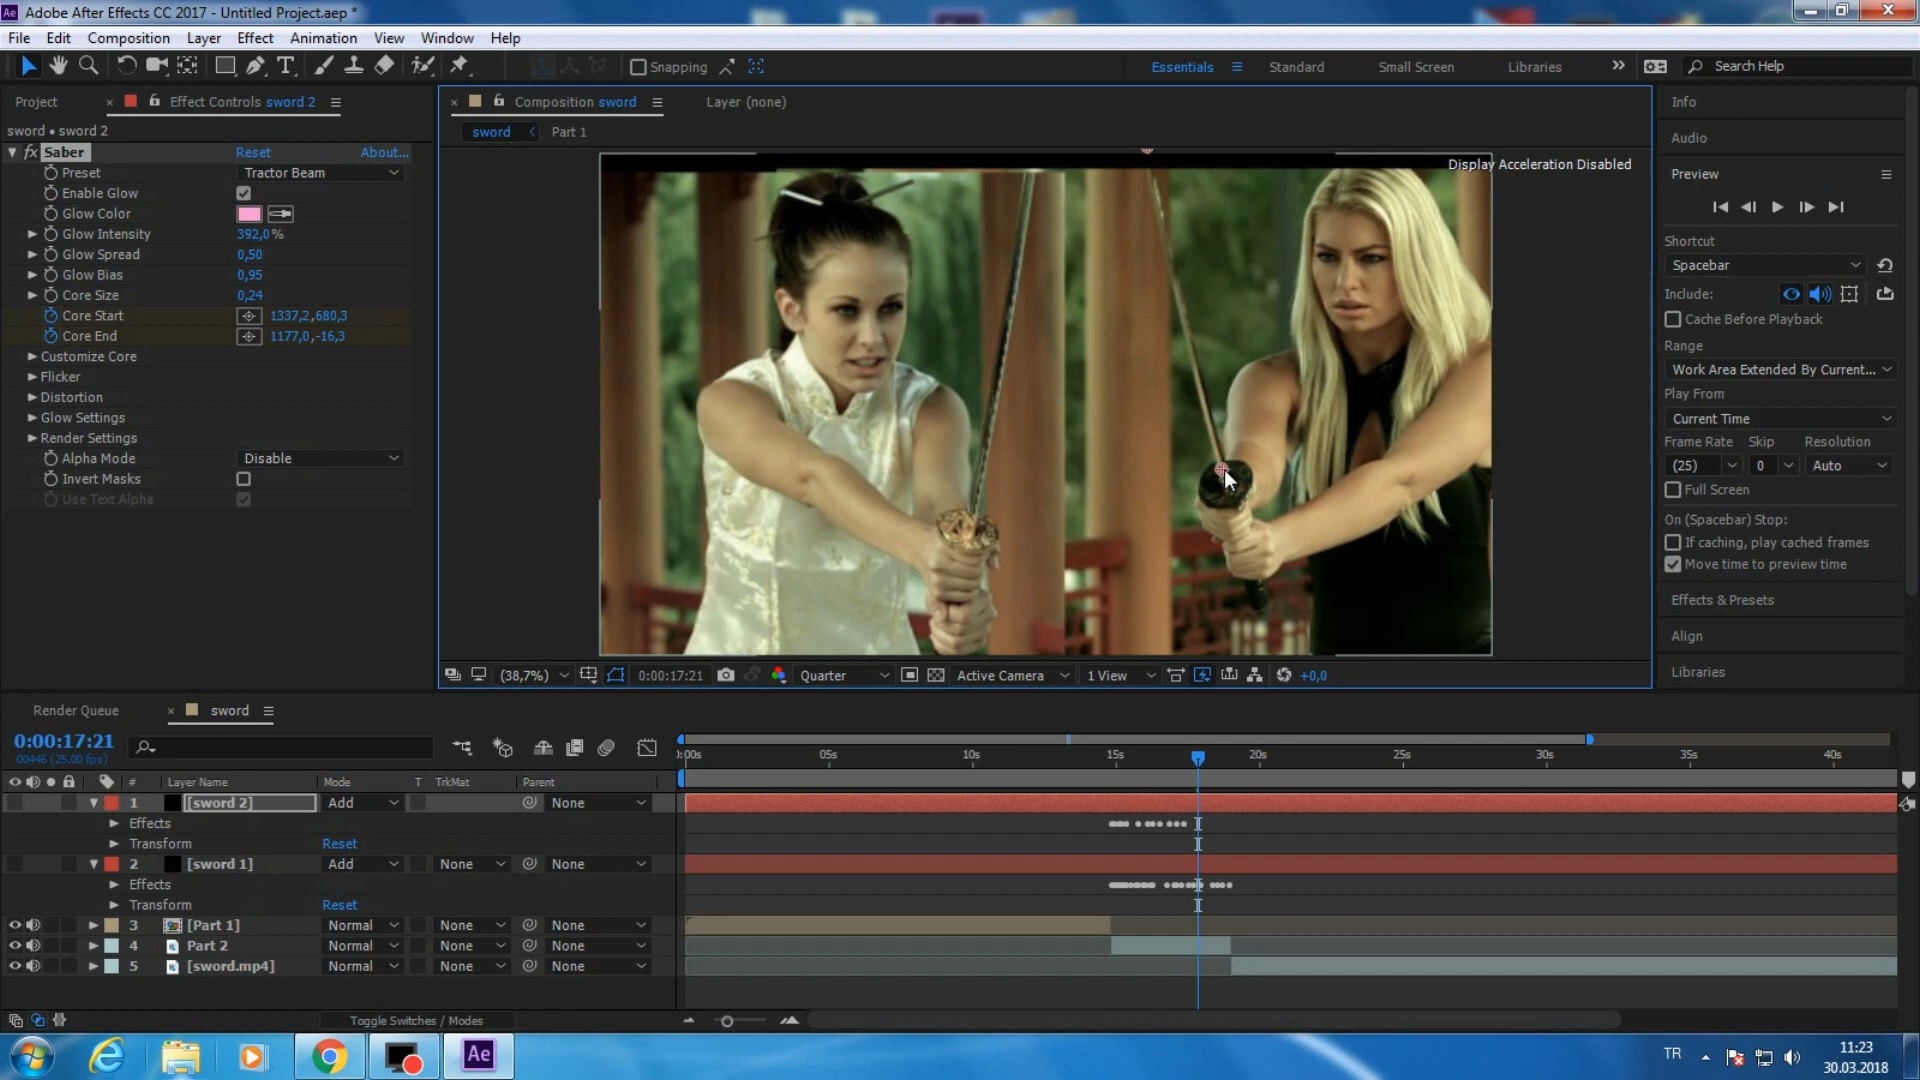 Adobe After Effects CC 2017 - Untitled Project.aep *
File Edit Composition Layer Effect Animation View Window Help
Snapping Essentials Standard Small Screen Libraries Search Help
Project Effect Controls sword 2 Composition sword Layer (none) Info
sword • sword 2 sword Part 1
Audio
fx Saber Reset About...
Display Acceleration Disabled
Preset Tractor Beam Preview
Enable Glow
Glow Color
Glow Intensity 392,0%
Shortcut
Glow Spread 0,50 Spacebar
Glow Bias 0,95
Core Size 0,24 Include:
Core Start 1337,2,680,3 Cache Before Playback
Core End 1177,0,-16,3 Range
Customize Core Work Area Extended By Current...
Flicker Play From
Distortion Current Time
Glow Settings Frame Rate Skip Resolution
Render Settings (25) 0 Auto
Alpha Mode Disable
Invert Masks Full Screen
Use Text Alpha
On (Spacebar) Stop:
If caching, play cached frames
Move time to preview time
Effects & Presets
Align
Libraries
(38,7%) 0:00:17:21 Quarter Active Camera 1 View +0,0
Render Queue sword
0:00:17:21
00446 (25.00 fps)
:00s 05s 10s 15s 20s 25s 30s 35s 40s
# Layer Name Mode T TrkMat Parent
1 [sword 2] Add None
Effects
Transform Reset
2 [sword 1] Add None None
Effects
Transform Reset
3 [Part 1] Normal None None
4 Part 2 Normal None None
5 [sword.mp4] Normal None None
Toggle Switches / Modes
Ae
TR
11:23
30.03.2018